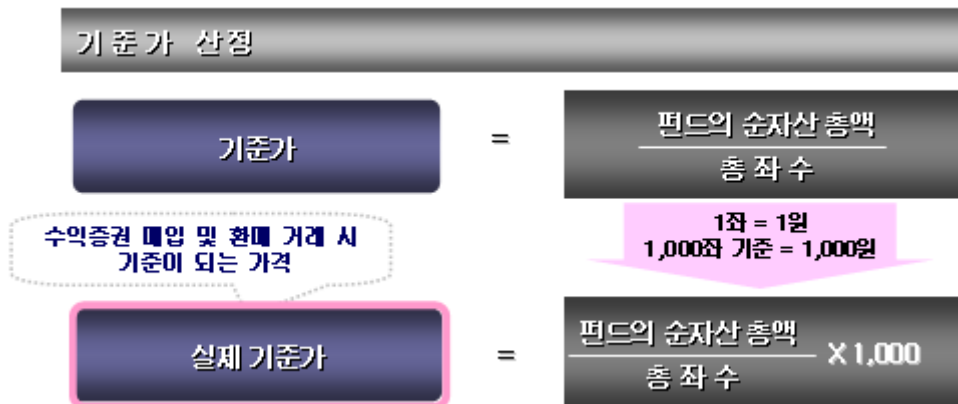 기준가 산정
기준가
=
펀드의 순자산 총액
총 좌 수
수익증권 매입 및 환매 거래 시
기준이 되는 가격
1좌 = 1원
1,000좌 기준 = 1,000원
실제 기준가
=
펀드의 순자산 총액
총 좌 수
X 1,000